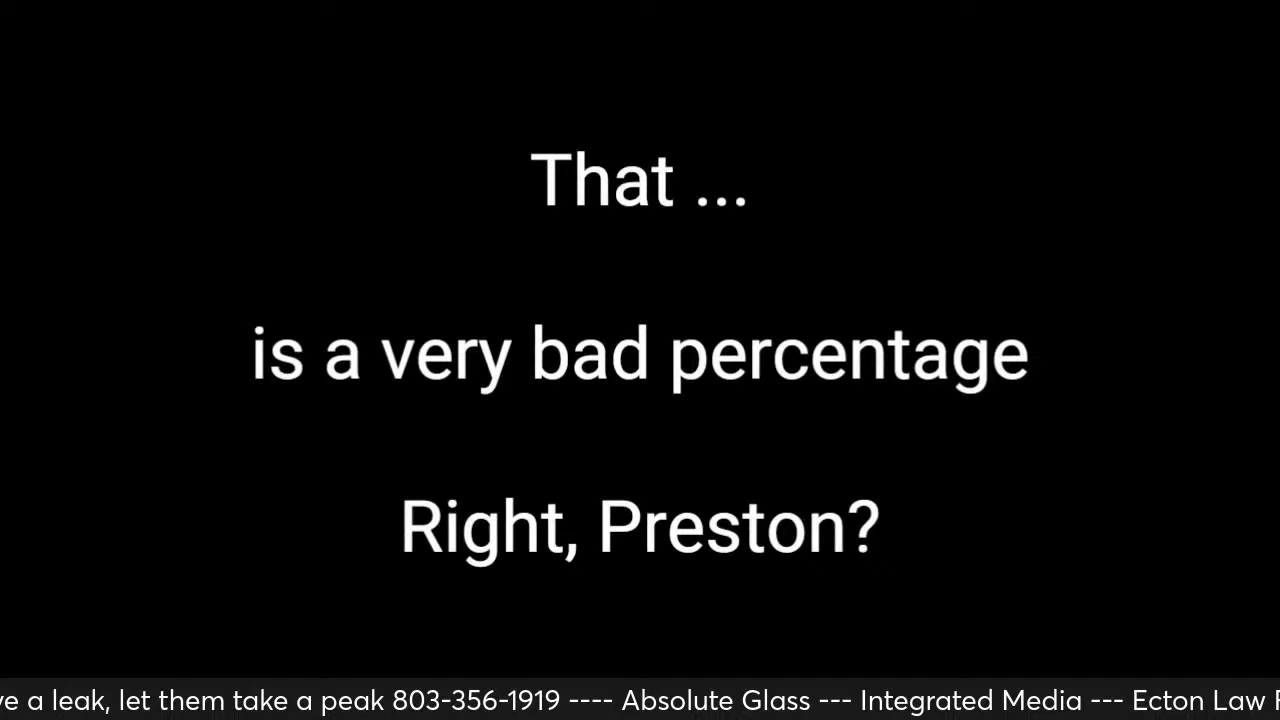 That ...
is a very bad percentage
Right, Preston?
a leak, let them take a peak 803-356-1919 ---- Absolute Glass --- Integrated Media --- Ecton Law